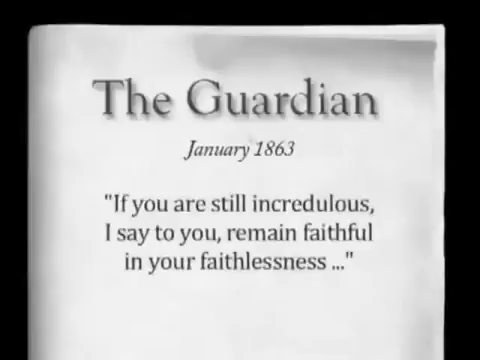 The Guardian
January 1863
"If you are still incredulous,
I say to you, remain faithful
in your faithlessness ..."